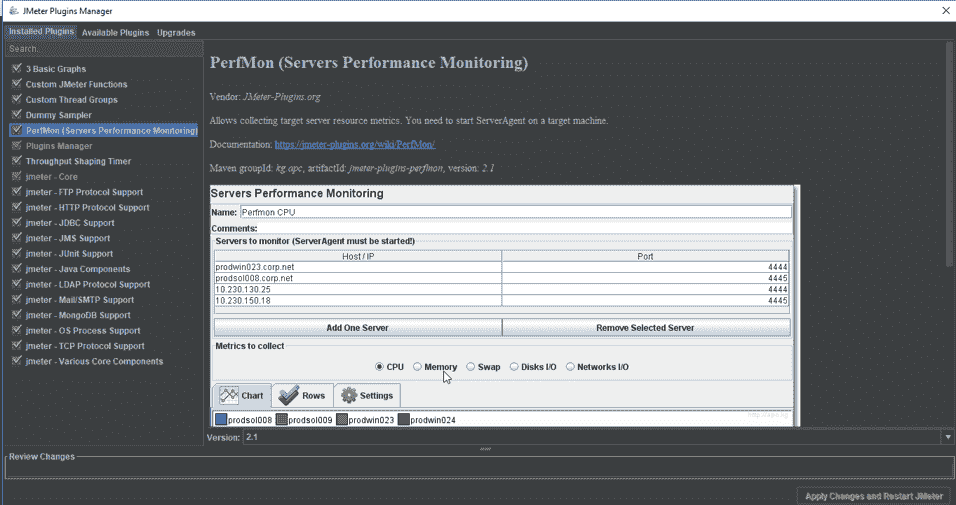 JMeter Plugins Manager
Installed Plugins Available Plugins Upgrades
Search.
3 Basic Graphs
Custom JMeter Functions
Custom Thread Groups
Dummy Sampler
PerfMon (Servers Performance Monitoring)
Plugins Manager
Throughput Shaping Timer
jmeter - Core
jmeter - FTP Protocol Support
jmeter - HTTP Protocol Support
jmeter - JDBC Support
jmeter - JMS Support
jmeter - JUnit Support
jmeter - Java Components
jmeter - LDAP Protocol Support
jmeter - Mail/SMTP Support
jmeter - MongoDB Support
jmeter - OS Process Support
jmeter - TCP Protocol Support
jmeter - Various Core Components
PerfMon (Servers Performance Monitoring)
Vendor: JMeter-Plugins.org
Allows collecting target server resource metrics. You need to start ServerAgent on a target machine.
Documentation: https://jmeter-plugins.org/wiki/PerfMon/
Maven groupId: kg.apc, artifactId: jmeter-plugins-perfmon, version: 2.1
Servers Performance Monitoring
Name: Perfmon CPU
Comments:
Servers to monitor (ServerAgent must be started!)
Host / IP Port
prodwin023.corp.net 4444
prodsol008.corp.net 4445
10.230.130.25 4444
10.230.150.18 4445
Add One Server Remove Selected Server
Metrics to collect
CPU Memory Swap Disks I/O Networks I/O
Chart Rows Settings
prodsol008 prodsol009 prodwin023 prodwin024
Version: 2.1
Review Changes
Apply Changes and Restart JMeter